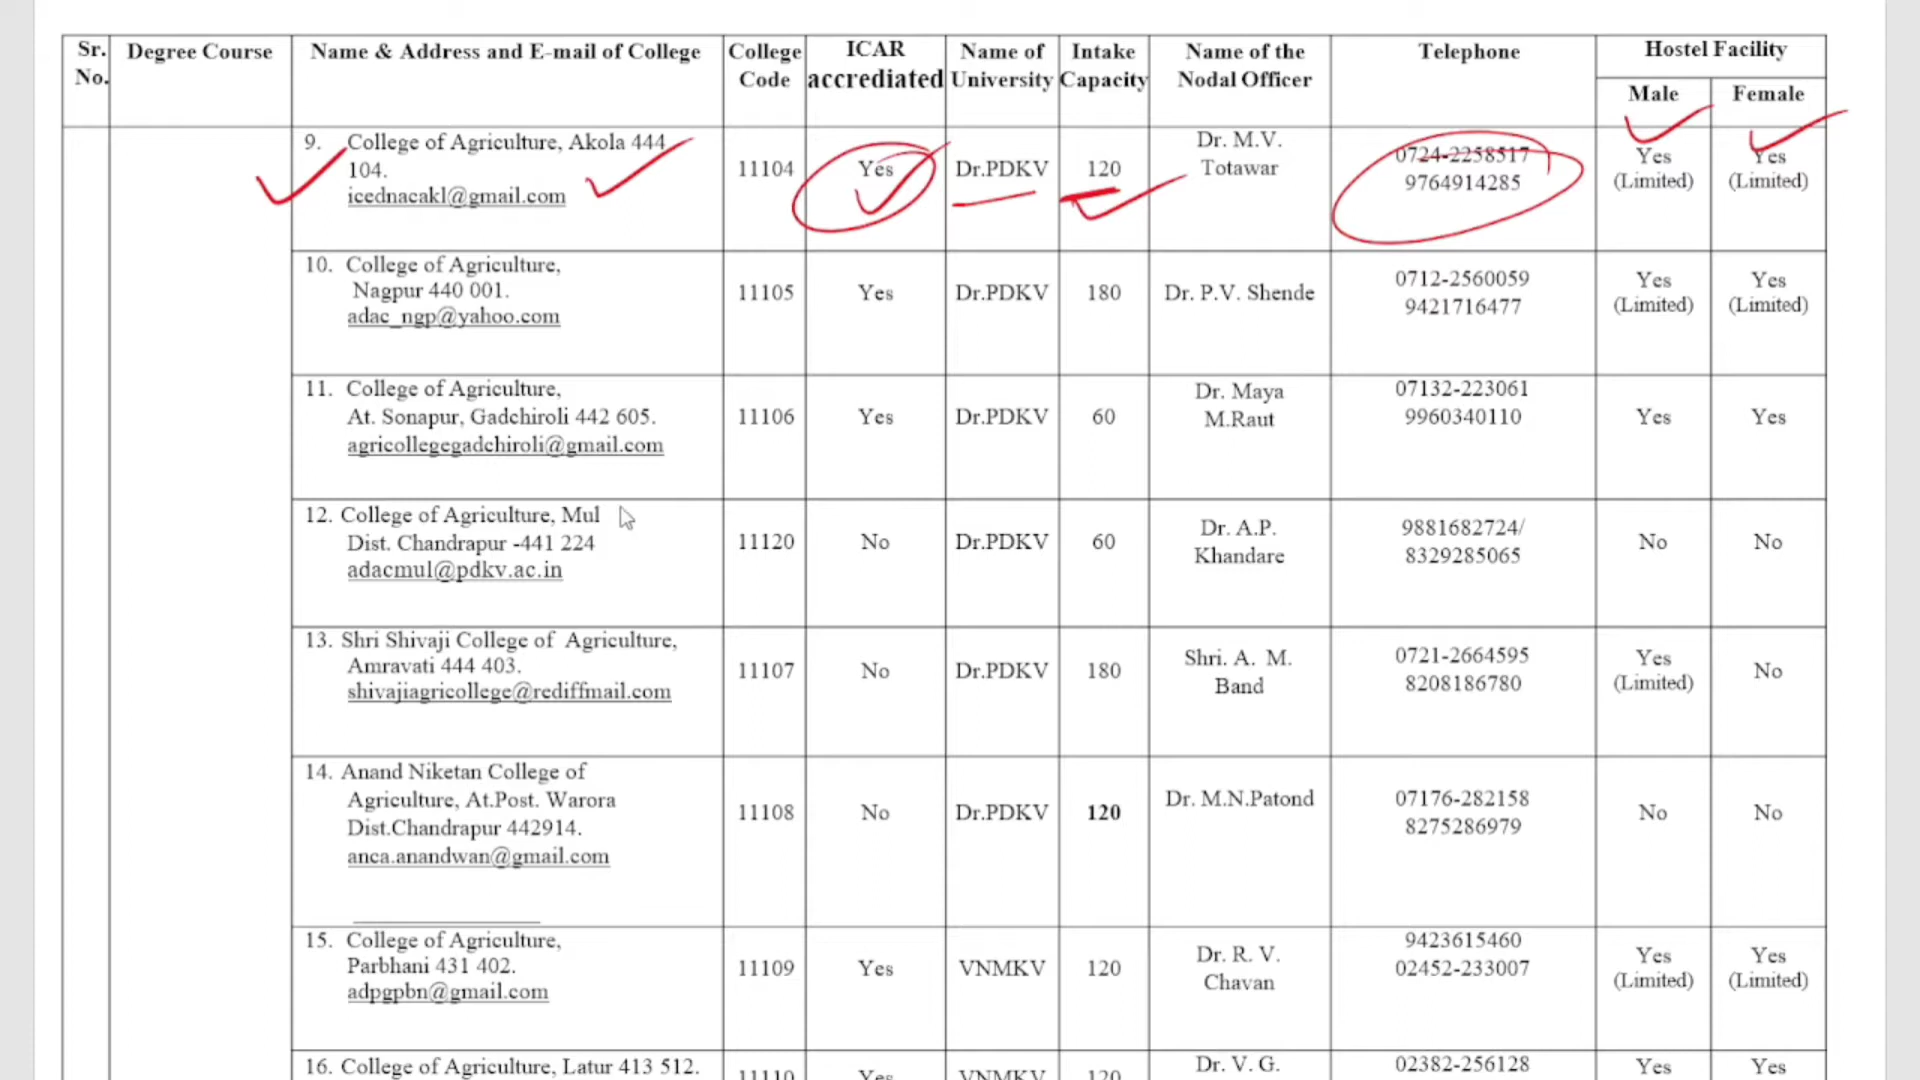 Sr. No.
Degree Course
Name & Address and E-mail of College
College Code
ICAR accrediated
Name of University
Intake Capacity
Name of the Nodal Officer
Telephone
Hostel Facility
Male
Female
9. College of Agriculture, Akola 444
104.
icednacakl@gmail.com
11104
Yes
Dr.PDKV
120
Dr. M.V.
Totawar
0724-2258517
9764914285
Yes
(Limited)
Yes
(Limited)
10. College of Agriculture,
Nagpur 440 001.
adac_ngp@yahoo.com
11105
Yes
Dr.PDKV
180
Dr. P.V. Shende
0712-2560059
9421716477
Yes
(Limited)
Yes
(Limited)
11. College of Agriculture,
At. Sonapur, Gadchiroli 442 605.
agricollegegadchiroli@gmail.com
11106
Yes
Dr.PDKV
60
Dr. Maya
M.Raut
07132-223061
9960340110
Yes
Yes
12. College of Agriculture, Mul
Dist. Chandrapur -441 224
adacmul@pdkv.ac.in
11120
No
Dr.PDKV
60
Dr. A.P.
Khandare
9881682724/
8329285065
No
No
13. Shri Shivaji College of Agriculture,
Amravati 444 403.
shivajiagricollege@rediffmail.com
11107
No
Dr.PDKV
180
Shri. A. M.
Band
0721-2664595
8208186780
Yes
(Limited)
No
14. Anand Niketan College of
Agriculture, At.Post. Warora
Dist.Chandrapur 442914.
anca.anandwan@gmail.com
11108
No
Dr.PDKV
120
Dr. M.N.Patond
07176-282158
8275286979
No
No
15. College of Agriculture,
Parbhani 431 402.
adpgpbn@gmail.com
11109
Yes
VNMKV
120
Dr. R. V.
Chavan
9423615460
02452-233007
Yes
(Limited)
Yes
(Limited)
16. College of Agriculture, Latur 413 512.
11110
Yes
VNMKV
120
Dr. V. G.
02382-256128
Yes
Yes